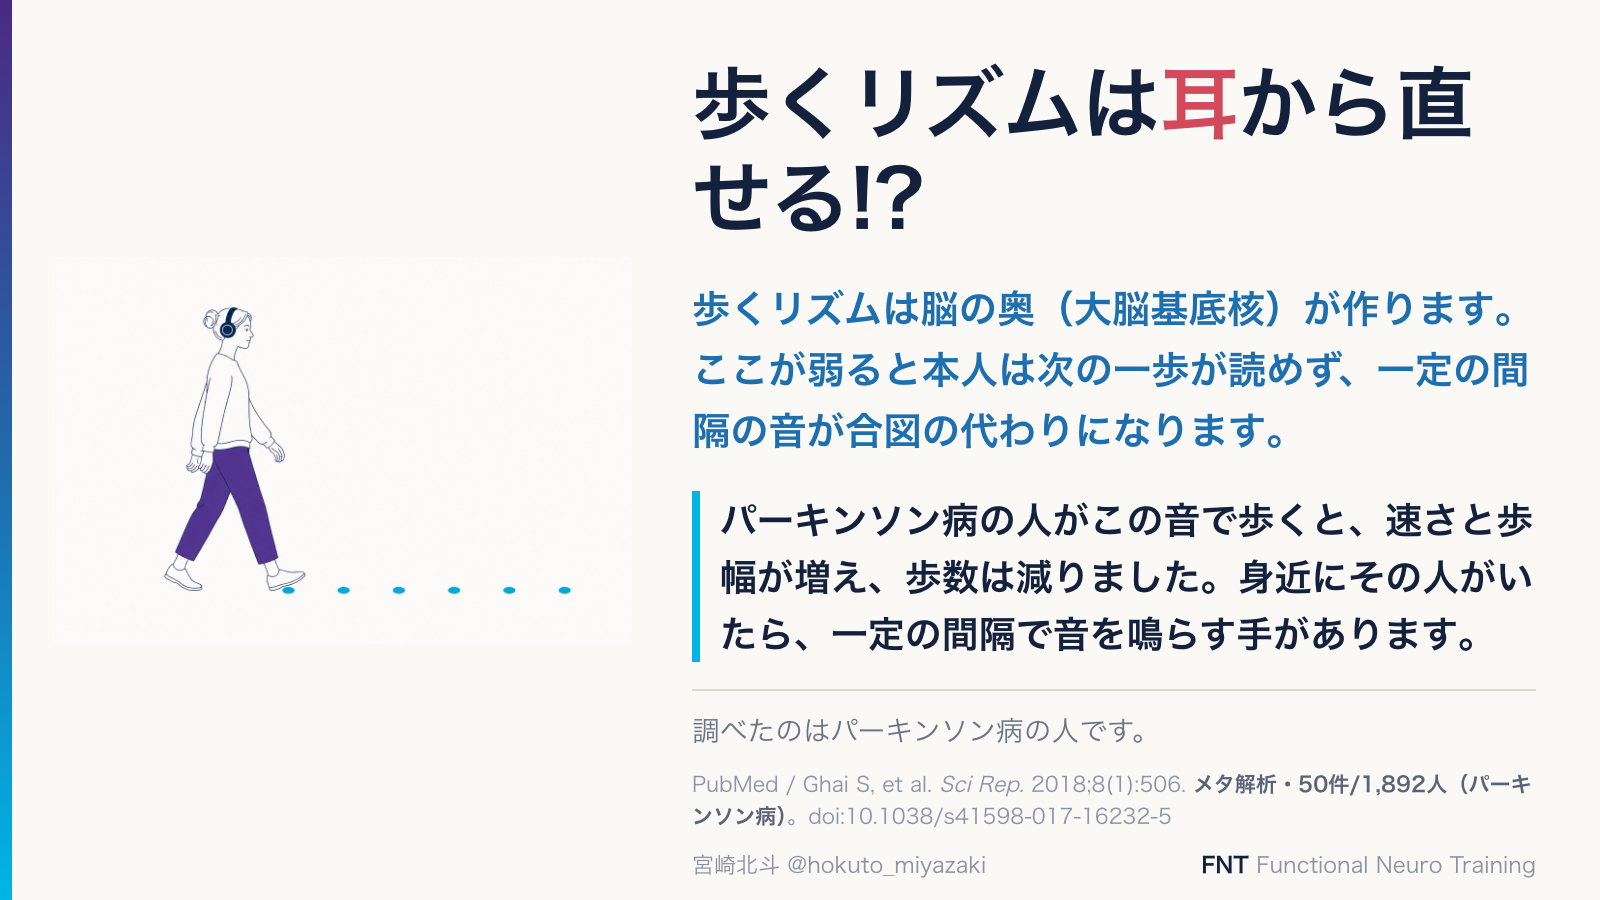 歩くリズムは耳から直
せる!?
歩くリズムは脳の奥（大脳基底核）が作ります。
ここが弱ると本人は次の一歩が読めず、一定の間
隔の音が合図の代わりになります。
パーキンソン病の人がこの音で歩くと、速さと歩
幅が増え、歩数は減りました。身近にその人がい
たら、一定の間隔で音を鳴らす手があります。
調べたのはパーキンソン病の人です。
PubMed / Ghai S, et al. Sci Rep. 2018;8(1):506. メタ解析・50件/1,892人（パーキ
ンソン病）。doi:10.1038/s41598-017-16232-5
宮崎北斗 @hokuto_miyazaki
FNT Functional Neuro Training